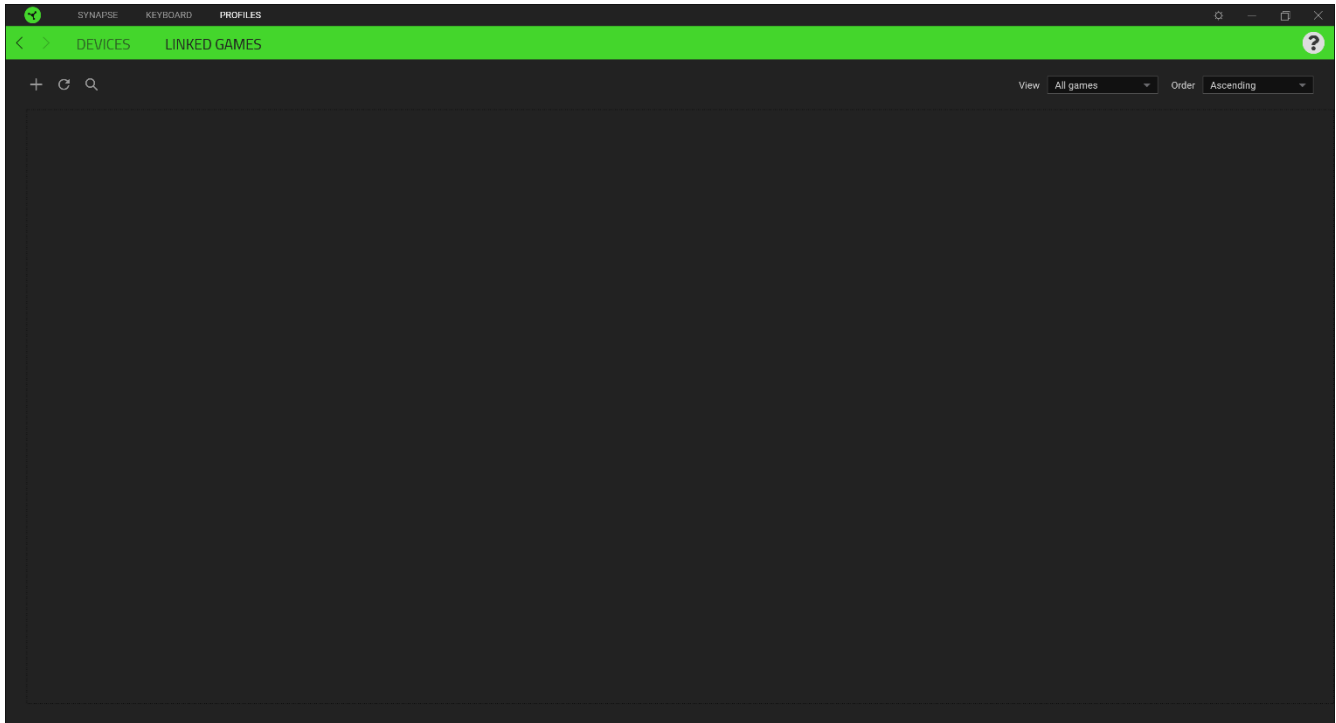 SYNAPSE KEYBOARD PROFILES
DEVICES LINKED GAMES ?
View All games Order Ascending